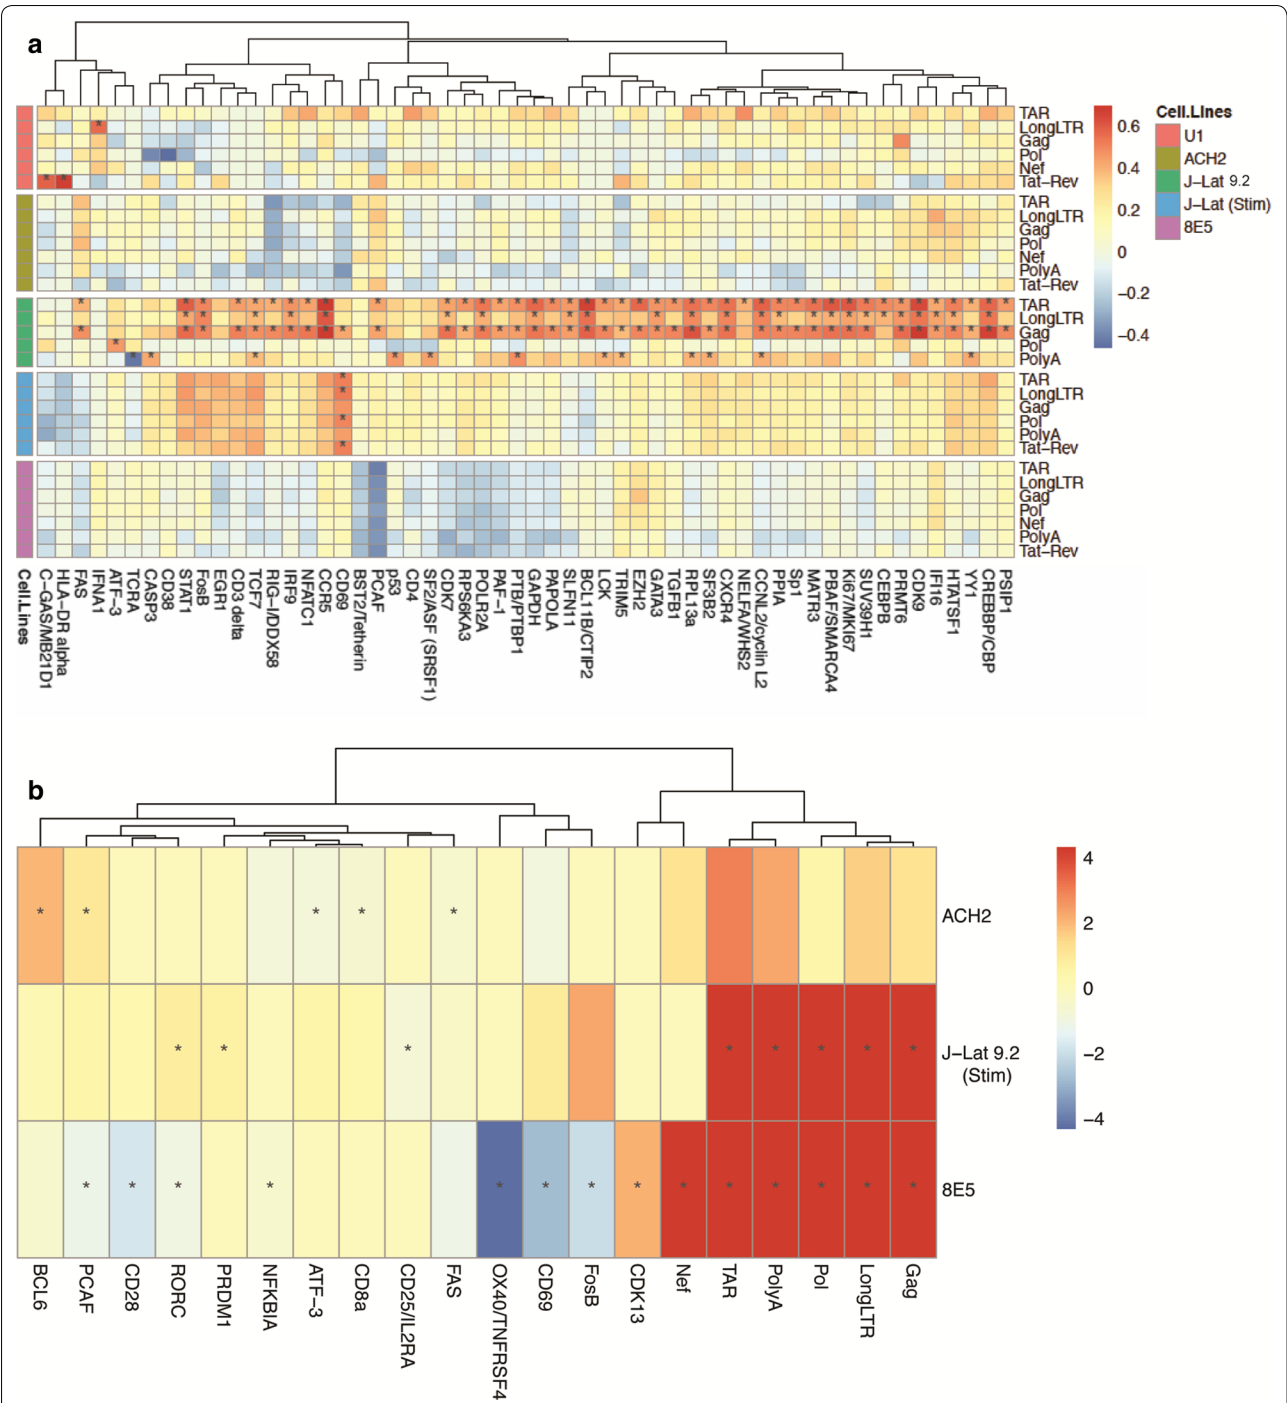 a
TAR
LongLTR
Gag
Pol
Nef
Tat-Rev
TAR
LongLTR
Gag
Pol
Nef
PolyA
Tat-Rev
TAR
LongLTR
Gag
Pol
PolyA
TAR
LongLTR
Gag
Pol
PolyA
Tat-Rev
TAR
LongLTR
Gag
Pol
Nef
PolyA
Tat-Rev
0.6
0.4
0.2
0
−0.2
−0.4
Cell.Lines
U1
ACH2
J-Lat 9.2
J-Lat (Stim)
8E5
Cell.Lines
C-GAS/MB21D1
HLA-DR alpha
FAS
IFNA1
ATF-3
TCRA
CASP3
CD38
STAT1
FosB
EGR1
CD3 delta
TCF7
RIG-I/DDX58
IRF9
NFATC1
CCR5
CD69
BST2/Tetherin
PCAF
p53
CD4
SF2/ASF (SRSF1)
CDK7
RPS6KA3
POLR2A
PAF-1
PTB/PTBP1
GAPDH
PAPOLA
SLFN11
BCL11B/CTIP2
LCK
TRIM5
EZH2
GATA3
TGFB1
RPL13a
SF3B2
CXCR4
NELFA/WHS2
CCNL2/cyclin L2
PPIA
Sp1
MATR3
PBAF/SMARCA4
Ki67/MKI67
SUV39H1
CEBPB
PRMT6
CDK9
IFI16
HTATSF1
YY1
CREBBP/CBP
PSIP1
b
ACH2
J−Lat 9.2
(Stim)
8E5
4
2
0
−2
−4
BCL6
PCAF
CD28
RORC
PRDM1
NFKBIA
ATF−3
CD8a
CD25/IL2RA
FAS
OX40/TNFRSF4
CD69
FosB
CDK13
Nef
TAR
PolyA
Pol
LongLTR
Gag